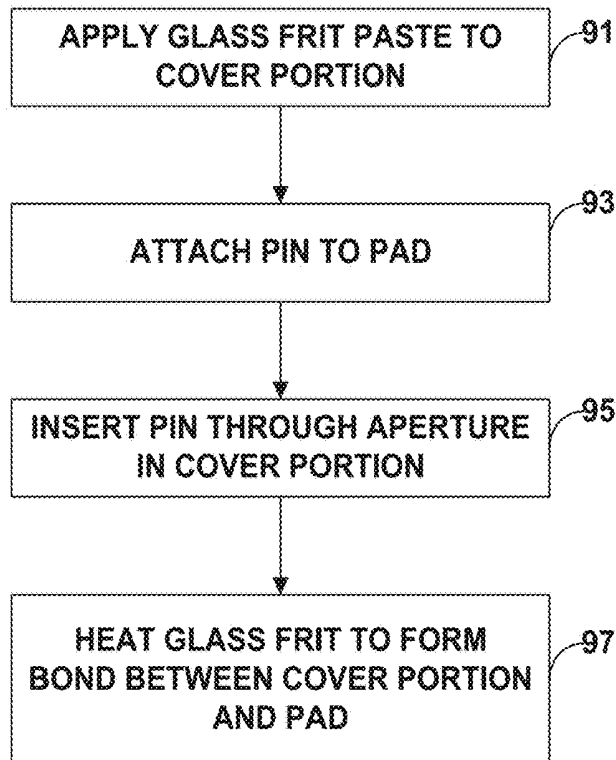 APPLY GLASS FRIT PASTE TO
COVER PORTION
91
ATTACH PIN TO PAD
93
INSERT PIN THROUGH APERTURE
IN COVER PORTION
95
HEAT GLASS FRIT TO FORM
BOND BETWEEN COVER PORTION
AND PAD
97